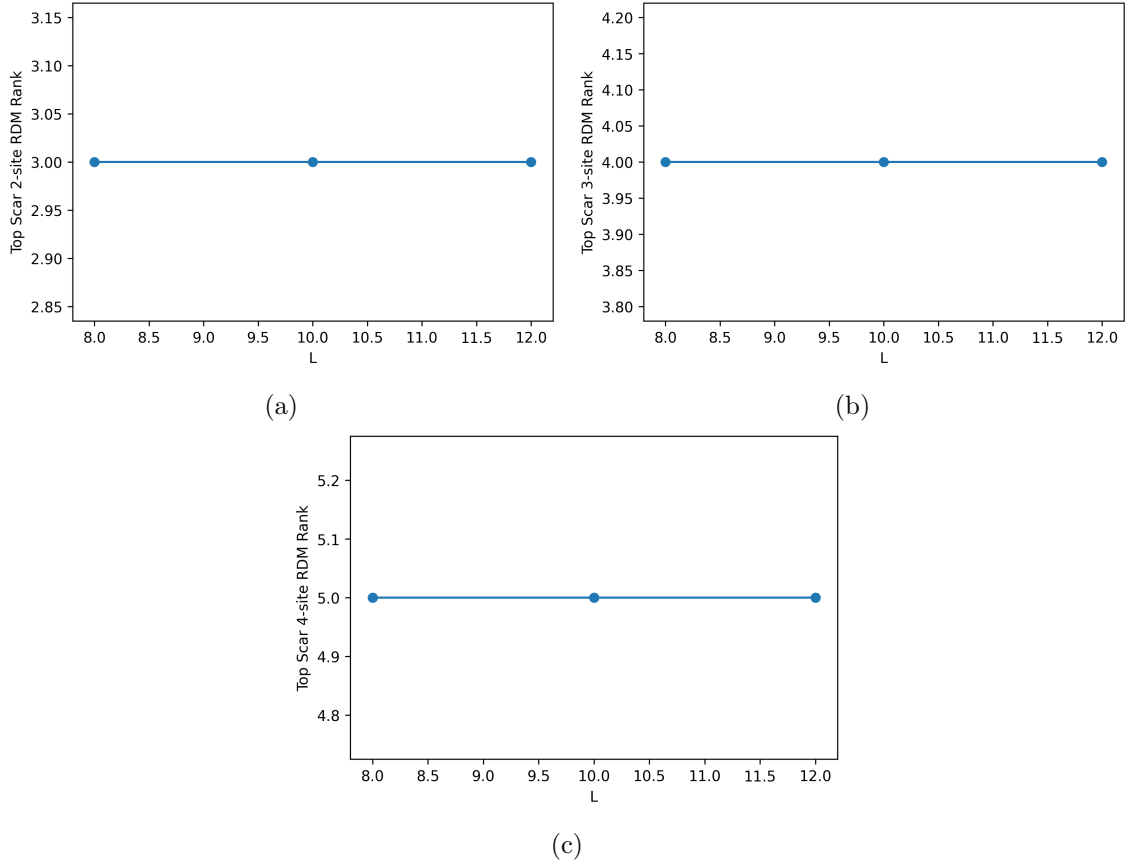 Top Scar 2-site RDM Rank
3.15
3.10
3.05
3.00
2.95
2.90
2.85
8.0 8.5 9.0 9.5 10.0 10.5 11.0 11.5 12.0
L
(a)
Top Scar 3-site RDM Rank
4.20
4.15
4.10
4.05
4.00
3.95
3.90
3.85
3.80
8.0 8.5 9.0 9.5 10.0 10.5 11.0 11.5 12.0
L
(b)
Top Scar 4-site RDM Rank
5.2
5.1
5.0
4.9
4.8
8.0 8.5 9.0 9.5 10.0 10.5 11.0 11.5 12.0
L
(c)